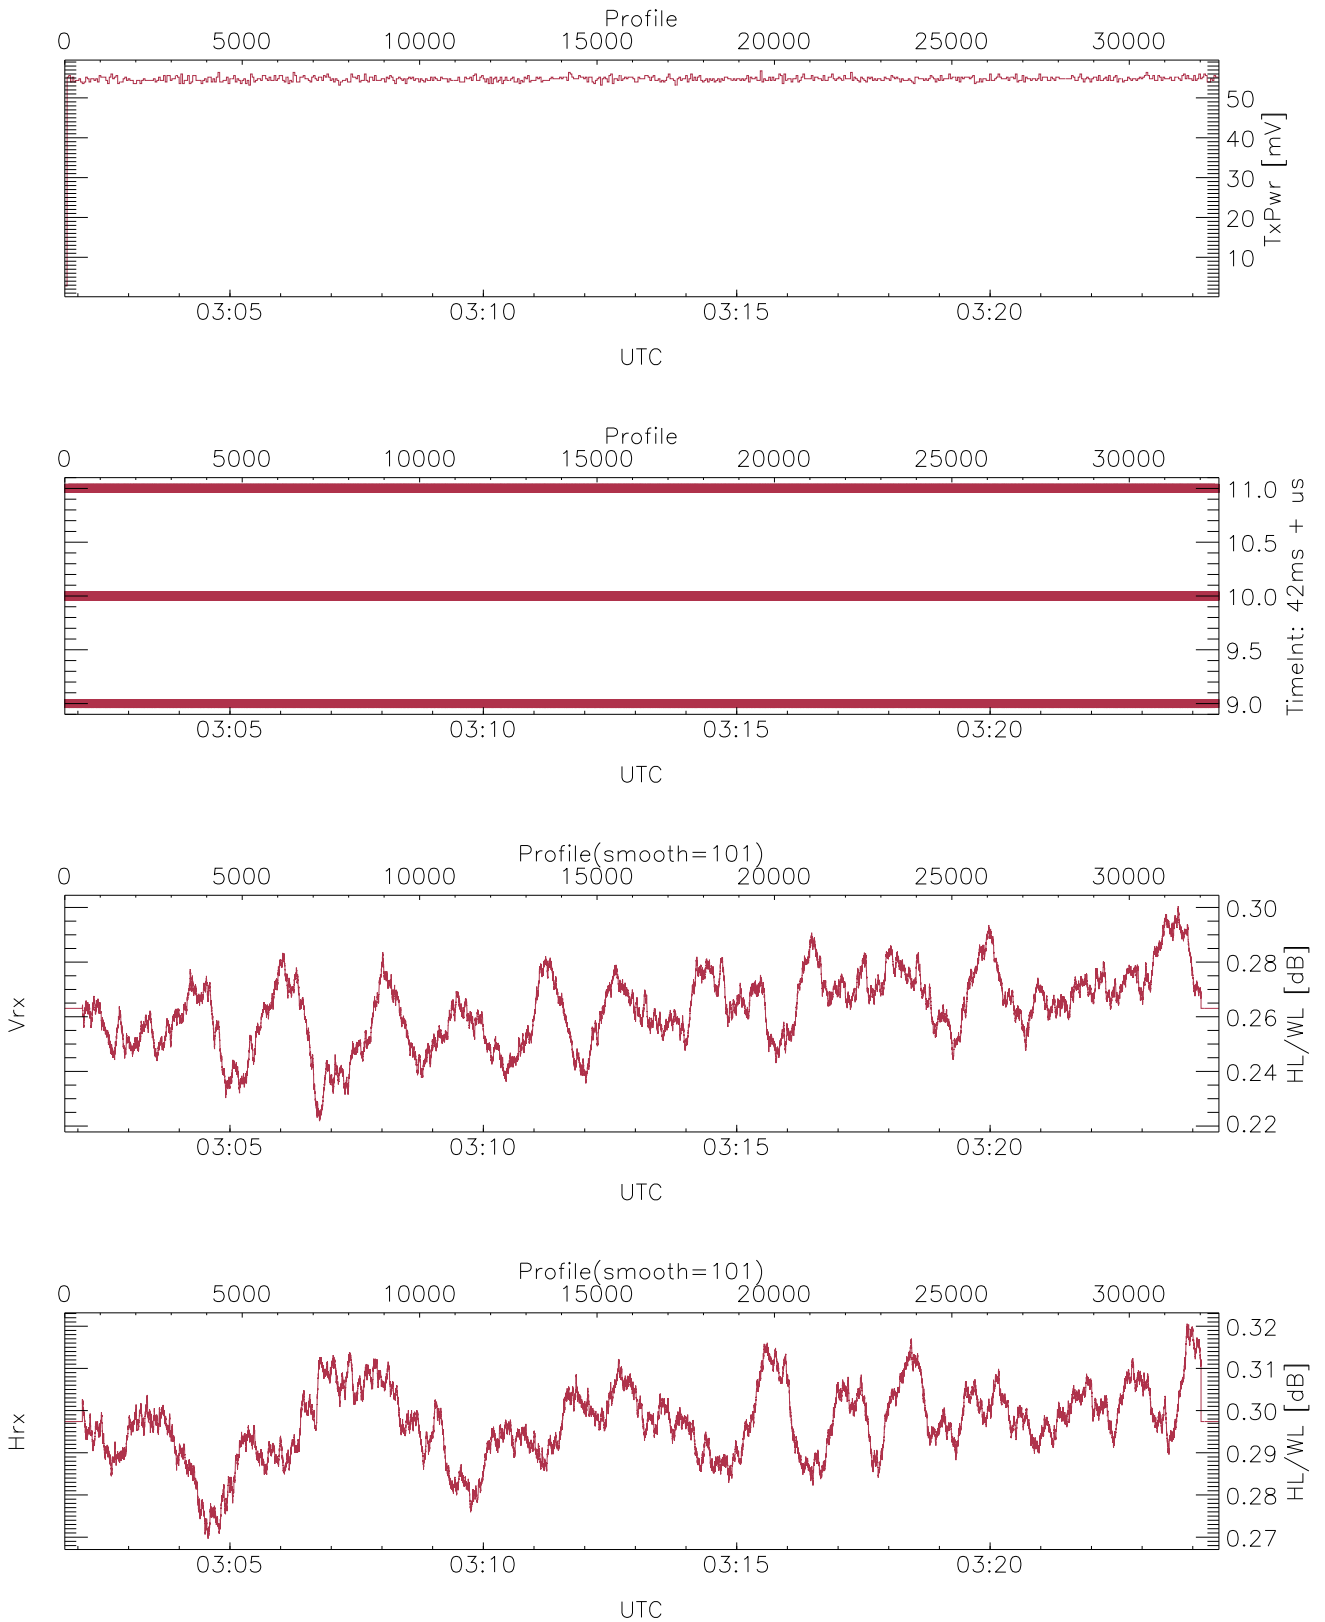 Profile
0 5000 10000 15000 20000 25000 30000
50
40
30
20
10
TxPwr [mV]
03:05 03:10 03:15 03:20
UTC
Profile
0 5000 10000 15000 20000 25000 30000
11.0
10.5
10.0
9.5
9.0
TimeInt: 42ms + us
03:05 03:10 03:15 03:20
UTC
Profile(smooth=101)
0 5000 10000 15000 20000 25000 30000
Vrx
0.30
0.28
0.26
0.24
0.22
HL/WL [dB]
03:05 03:10 03:15 03:20
UTC
Profile(smooth=101)
0 5000 10000 15000 20000 25000 30000
Hrx
0.32
0.31
0.30
0.29
0.28
0.27
HL/WL [dB]
03:05 03:10 03:15 03:20
UTC